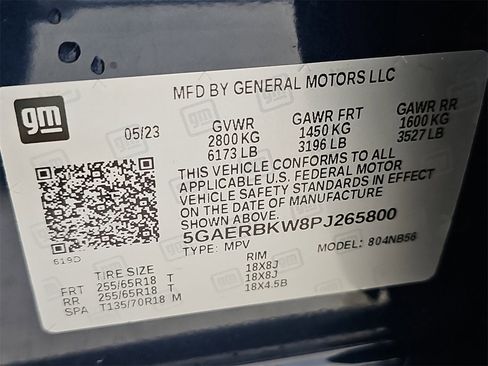 MFD BY GENERAL MOTORS LLC
gm
05/23
GVWR
2800 KG
6173 LB
GAWR FRT
1450 KG
3196 LB
GAWR RR
1600 KG
3527 LB
THIS VEHICLE CONFORMS TO ALL
APPLICABLE U.S. FEDERAL MOTOR
VEHICLE SAFETY STANDARDS IN EFFECT
ON THE DATE OF MANUFACTURE
SHOWN ABOVE.
5GAERBKW8PJ265800
TYPE: MPV
MODEL: 804NB56
619D
TIRE SIZE RIM
FRT 255/65R18 T 18X8J
RR 255/65R18 T 18X8J
SPA T135/70R18 M 18X4.5B